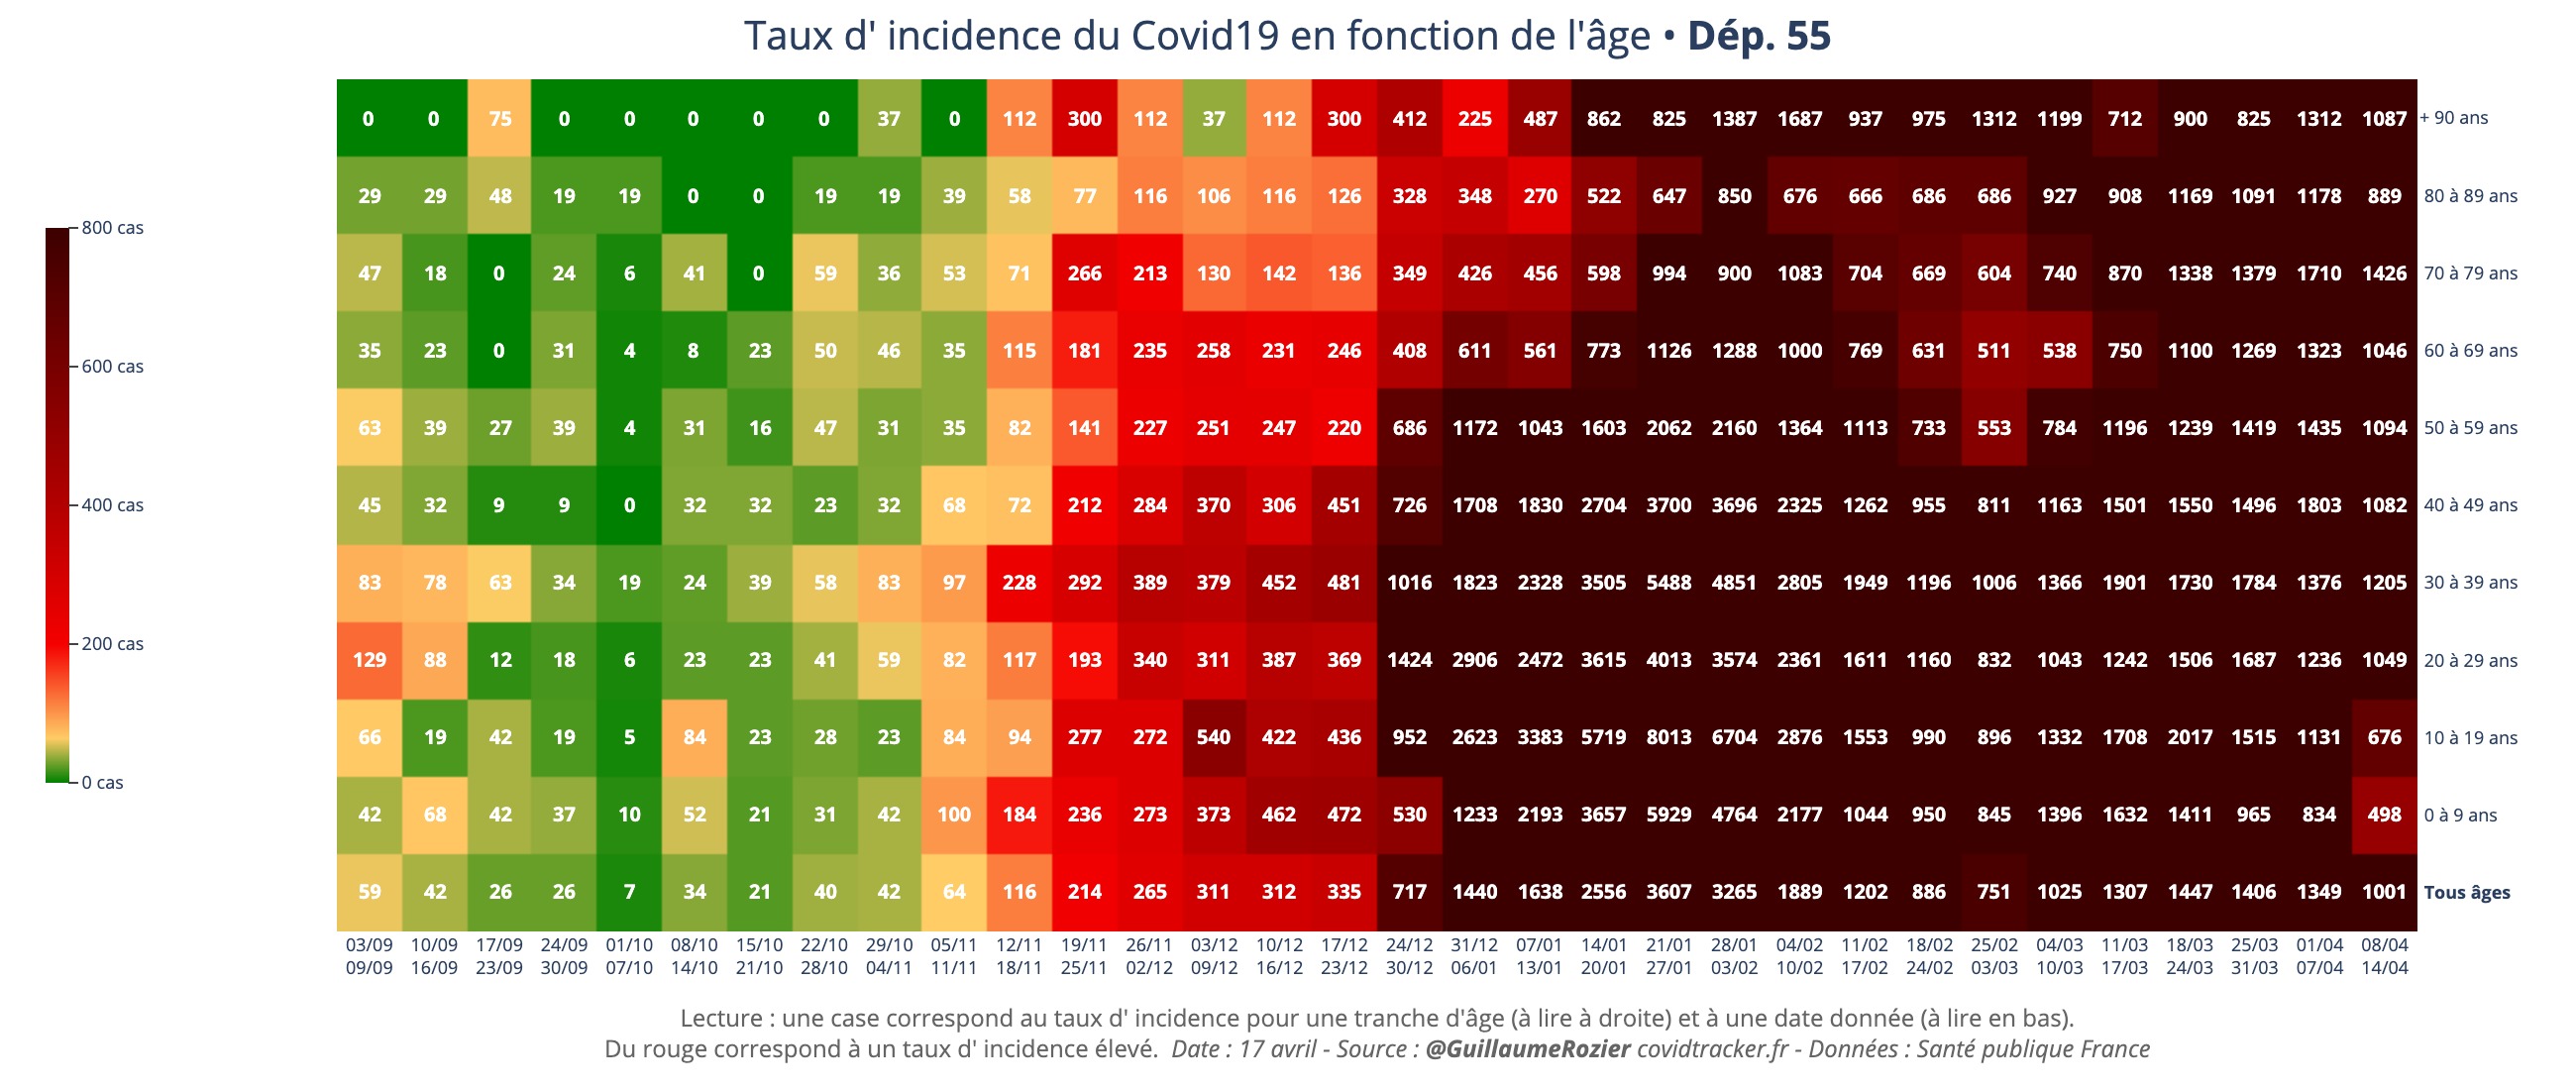 Taux d' incidence du Covid19 en fonction de l'âge • Dép. 55
800 cas
600 cas
400 cas
200 cas
0 cas
0 0 75 0 0 0 0 0 37 0 112 300 112 37 112 300 412 225 487 862 825 1387 1687 937 975 1312 1199 712 900 825 1312 1087 + 90 ans
29 29 48 19 19 0 0 19 19 39 58 77 116 106 116 126 328 348 270 522 647 850 676 666 686 686 927 908 1169 1091 1178 889 80 à 89 ans
47 18 0 24 6 41 0 59 36 53 71 266 213 130 142 136 349 426 456 598 994 900 1083 704 669 604 740 870 1338 1379 1710 1426 70 à 79 ans
35 23 0 31 4 8 23 50 46 35 115 181 235 258 231 246 408 611 561 773 1126 1288 1000 769 631 511 538 750 1100 1269 1323 1046 60 à 69 ans
63 39 27 39 4 31 16 47 31 35 82 141 227 251 247 220 686 1172 1043 1603 2062 2160 1364 1113 733 553 784 1196 1239 1419 1435 1094 50 à 59 ans
45 32 9 9 0 32 32 23 32 68 72 212 284 370 306 451 726 1708 1830 2704 3700 3696 2325 1262 955 811 1163 1501 1550 1496 1803 1082 40 à 49 ans
83 78 63 34 19 24 39 58 83 97 228 292 389 379 452 481 1016 1823 2328 3505 5488 4851 2805 1949 1196 1006 1366 1901 1730 1784 1376 1205 30 à 39 ans
129 88 12 18 6 23 23 41 59 82 117 193 340 311 387 369 1424 2906 2472 3615 4013 3574 2361 1611 1160 832 1043 1242 1506 1687 1236 1049 20 à 29 ans
66 19 42 19 5 84 23 28 23 84 94 277 272 540 422 436 952 2623 3383 5719 8013 6704 2876 1553 990 896 1332 1708 2017 1515 1131 676 10 à 19 ans
42 68 42 37 10 52 21 31 42 100 184 236 273 373 462 472 530 1233 2193 3657 5929 4764 2177 1044 950 845 1396 1632 1411 965 834 498 0 à 9 ans
59 42 26 26 7 34 21 40 42 64 116 214 265 311 312 335 717 1440 1638 2556 3607 3265 1889 1202 886 751 1025 1307 1447 1406 1349 1001 Tous âges
03/09 10/09 17/09 24/09 01/10 08/10 15/10 22/10 29/10 05/11 12/11 19/11 26/11 03/12 10/12 17/12 24/12 31/12 07/01 14/01 21/01 28/01 04/02 11/02 18/02 25/02 04/03 11/03 18/03 25/03 01/04 08/04
09/09 16/09 23/09 30/09 07/10 14/10 21/10 28/10 04/11 11/11 18/11 25/11 02/12 09/12 16/12 23/12 30/12 06/01 13/01 20/01 27/01 03/02 10/02 17/02 24/02 03/03 10/03 17/03 24/03 31/03 07/04 14/04
Lecture : une case correspond au taux d' incidence pour une tranche d'âge (à lire à droite) et à une date donnée (à lire en bas).
Du rouge correspond à un taux d' incidence élevé. Date : 17 avril - Source : @GuillaumeRozier covidtracker.fr - Données : Santé publique France